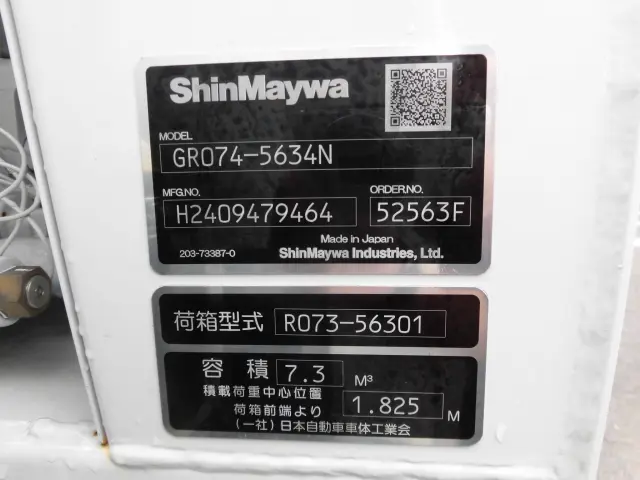 ShinMaywa
MODEL
GR074-5634N
MFG.NO. ORDER.NO.
H2409479464 52563F
Made in Japan
203-73387-0 ShinMaywa Industries, Ltd.
荷箱型式 R073-56301
容積 7.3 M³
積載荷重中心位置
荷箱前端より 1.825 M
(一社)日本自動車車体工業会